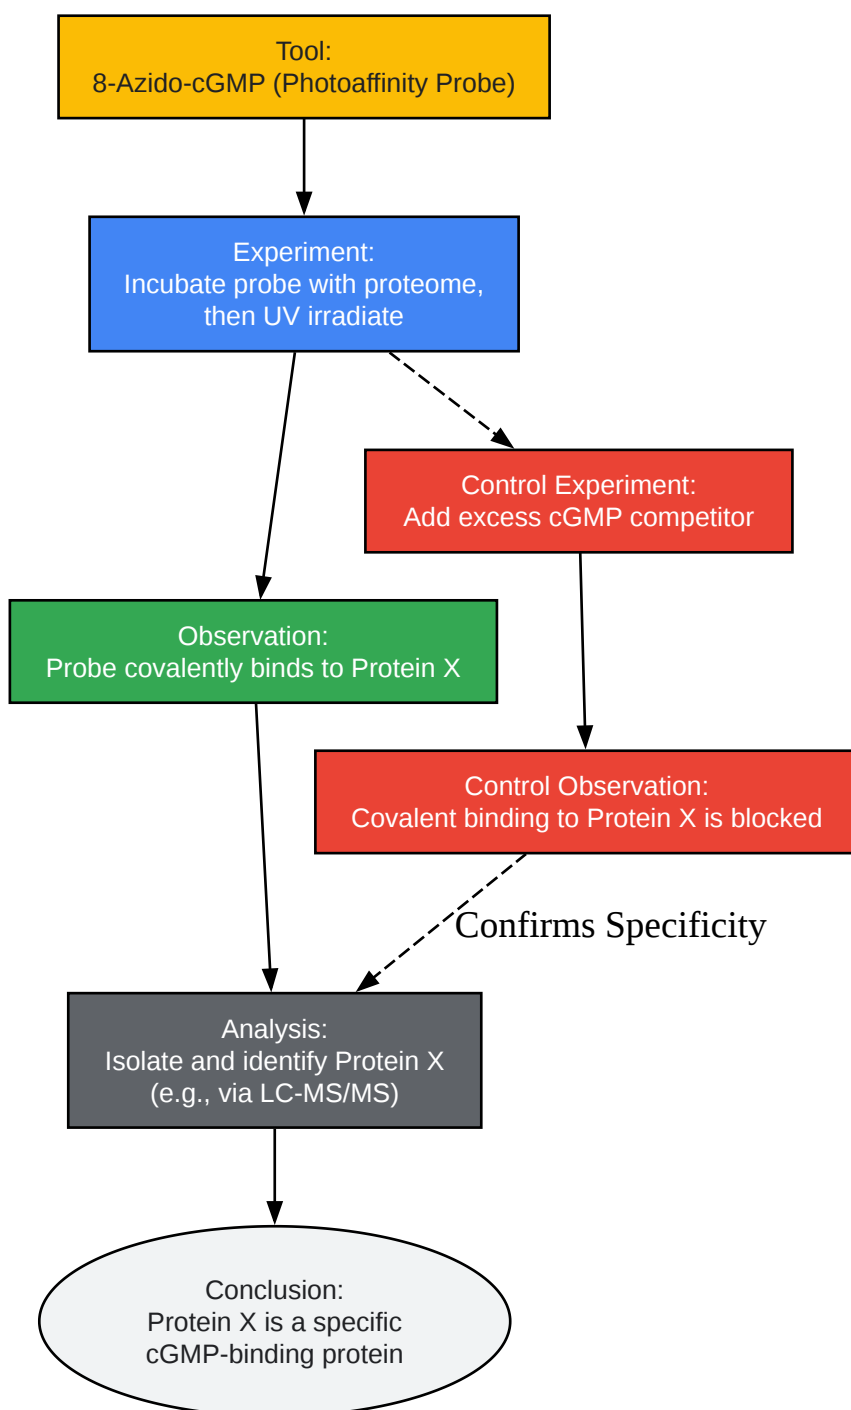 Tool:
8-Azido-cGMP (Photoaffinity Probe)
Experiment:
Incubate probe with proteome,
then UV irradiate
Control Experiment:
Add excess cGMP competitor
Observation:
Probe covalently binds to Protein X
Control Observation:
Covalent binding to Protein X is blocked
Confirms Specificity
Analysis:
Isolate and identify Protein X
(e.g., via LC-MS/MS)
Conclusion:
Protein X is a specific
cGMP-binding protein